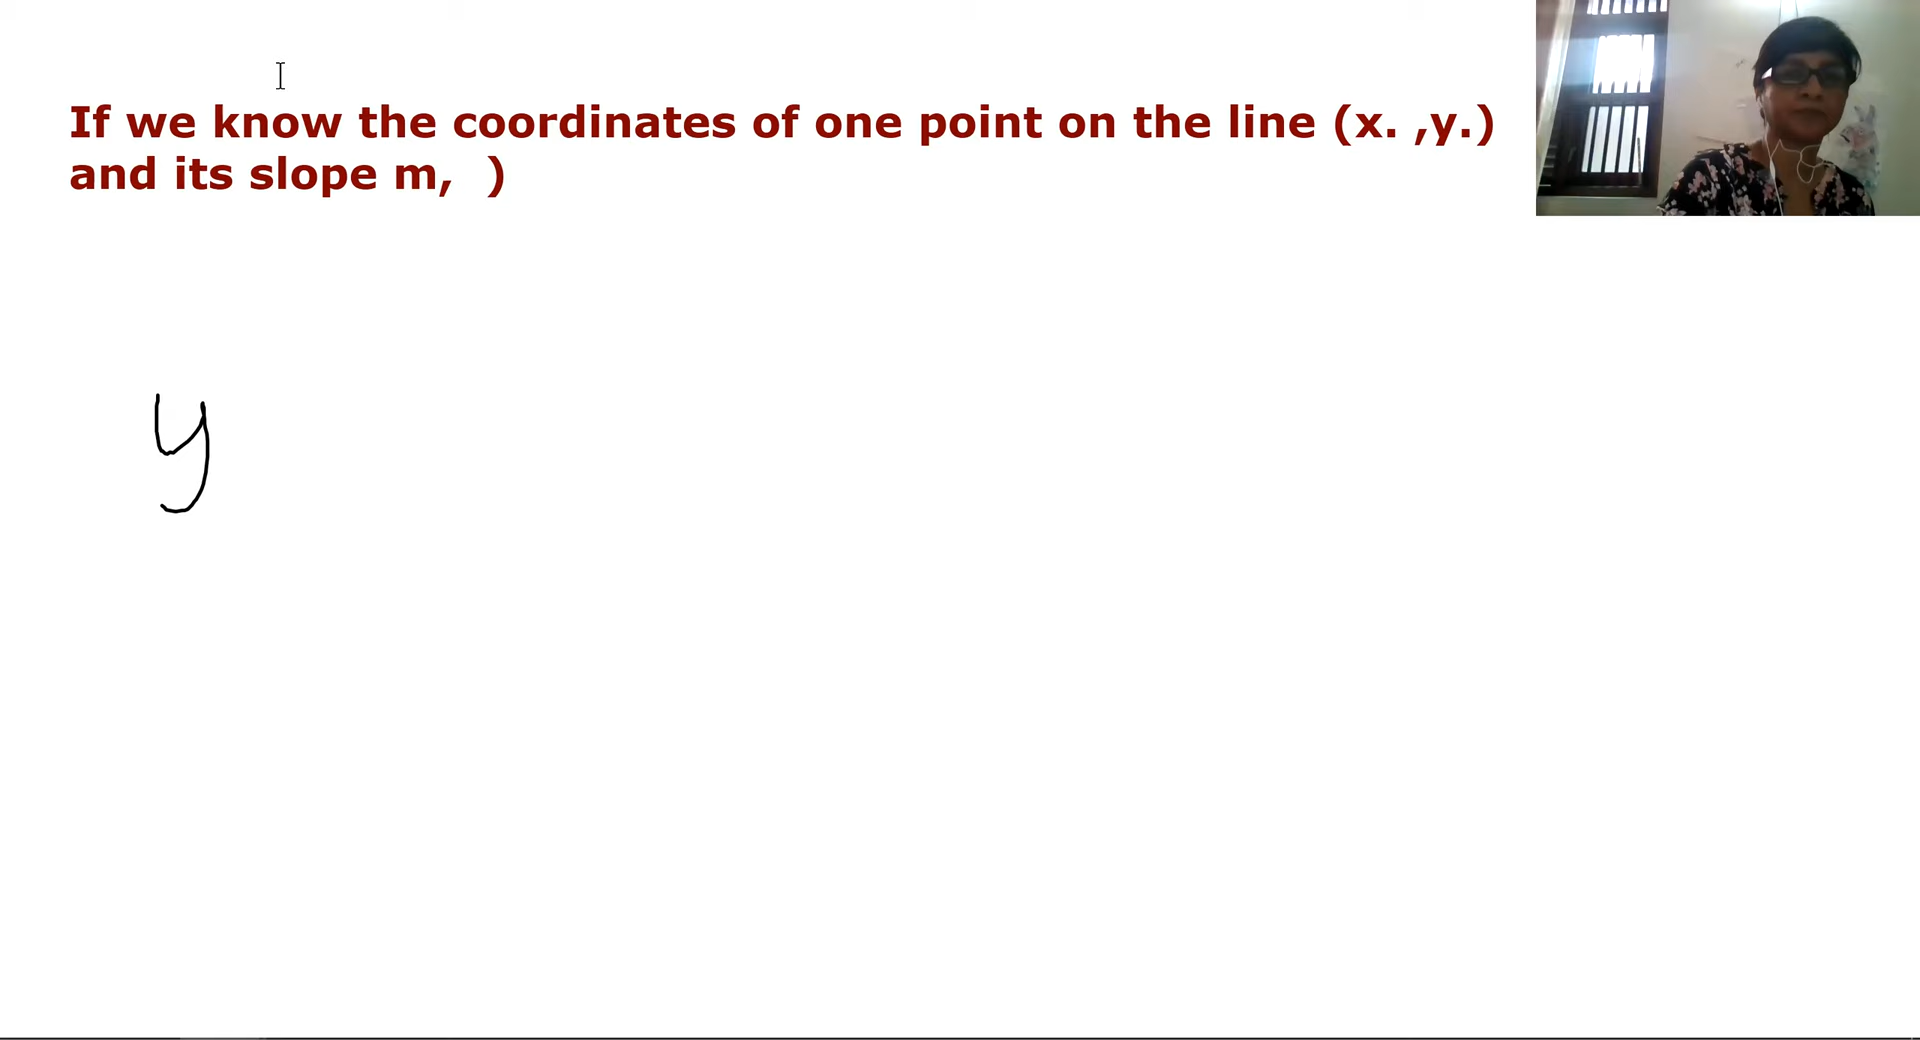 If we know the coordinates of one point on the line (x. ,y.)
and its slope m,  )
y